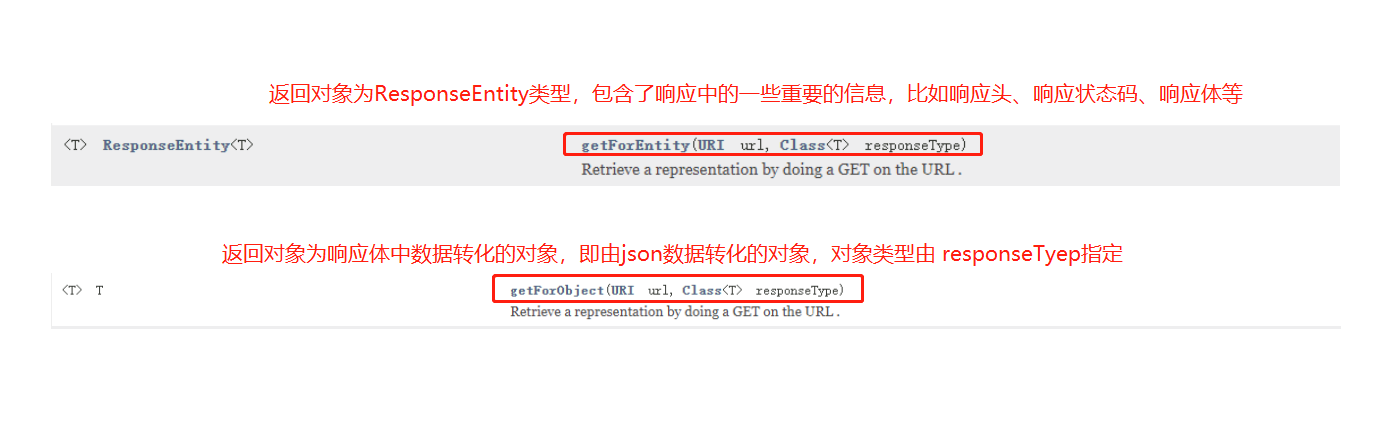 返回对象为ResponseEntity类型，包含了响应中的一些重要的信息，比如响应头、响应状态码、响应体等
<T> ResponseEntity<T> getForEntity(URI url, Class<T> responseType)
Retrieve a representation by doing a GET on the URL .
返回对象为响应体中数据转化的对象，即由json数据转化的对象，对象类型由 responseTyep指定
<T> T getForObject(URI url, Class<T> responseType)
Retrieve a representation by doing a GET on the URL .